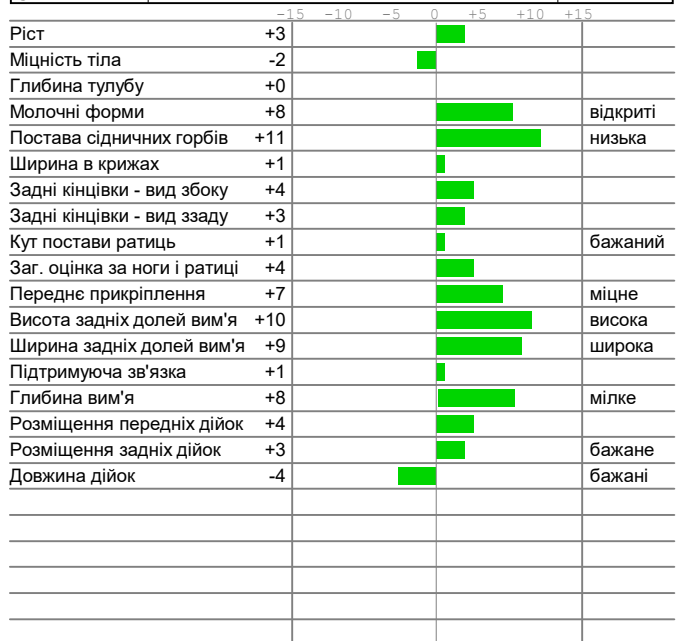 -15 -10 -5 0 +5 +10 +15
Ріст +3
Міцність тіла -2
Глибина тулубу +0
Молочні форми +8 відкриті
Постава сідничних горбів +11 низька
Ширина в крижах +1
Задні кінцівки - вид збоку +4
Задні кінцівки - вид ззаду +3
Кут постави ратиць +1 бажаний
Заг. оцінка за ноги і ратиці +4
Переднє прикріплення +7 міцне
Висота задніх долей вим'я +10 висока
Ширина задніх долей вим'я +9 широка
Підтримуюча зв'язка +1
Глибина вим'я +8 мілке
Розміщення передніх дійок +4
Розміщення задніх дійок +3 бажане
Довжина дійок -4 бажані